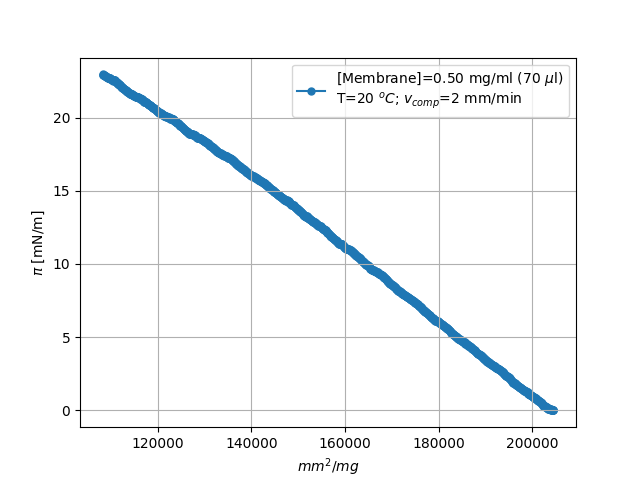 [Membrane]=0.50 mg/ml (70 μl)
T=20 °C; v_comp=2 mm/min
20
15
10
5
0
π [mN/m]
120000 140000 160000 180000 200000
mm²/mg